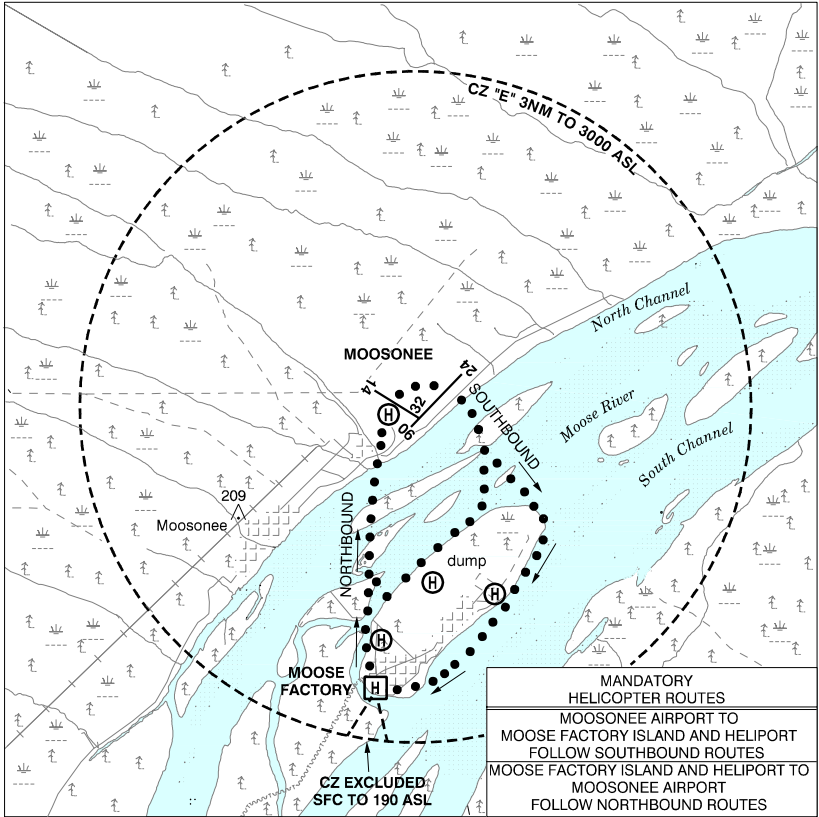 CZ "E" 3NM TO 3000 ASL
North Channel
MOOSONEE
24
14
32
06
SOUTHBOUND
Moose River
South Channel
209
Moosonee
NORTHBOUND
dump
H
H
H
H
MOOSE
FACTORY
H
CZ EXCLUDED
SFC TO 190 ASL
MANDATORY
HELICOPTER ROUTES
MOOSONEE AIRPORT TO
MOOSE FACTORY ISLAND AND HELIPORT
FOLLOW SOUTHBOUND ROUTES
MOOSE FACTORY ISLAND AND HELIPORT TO
MOOSONEE AIRPORT
FOLLOW NORTHBOUND ROUTES